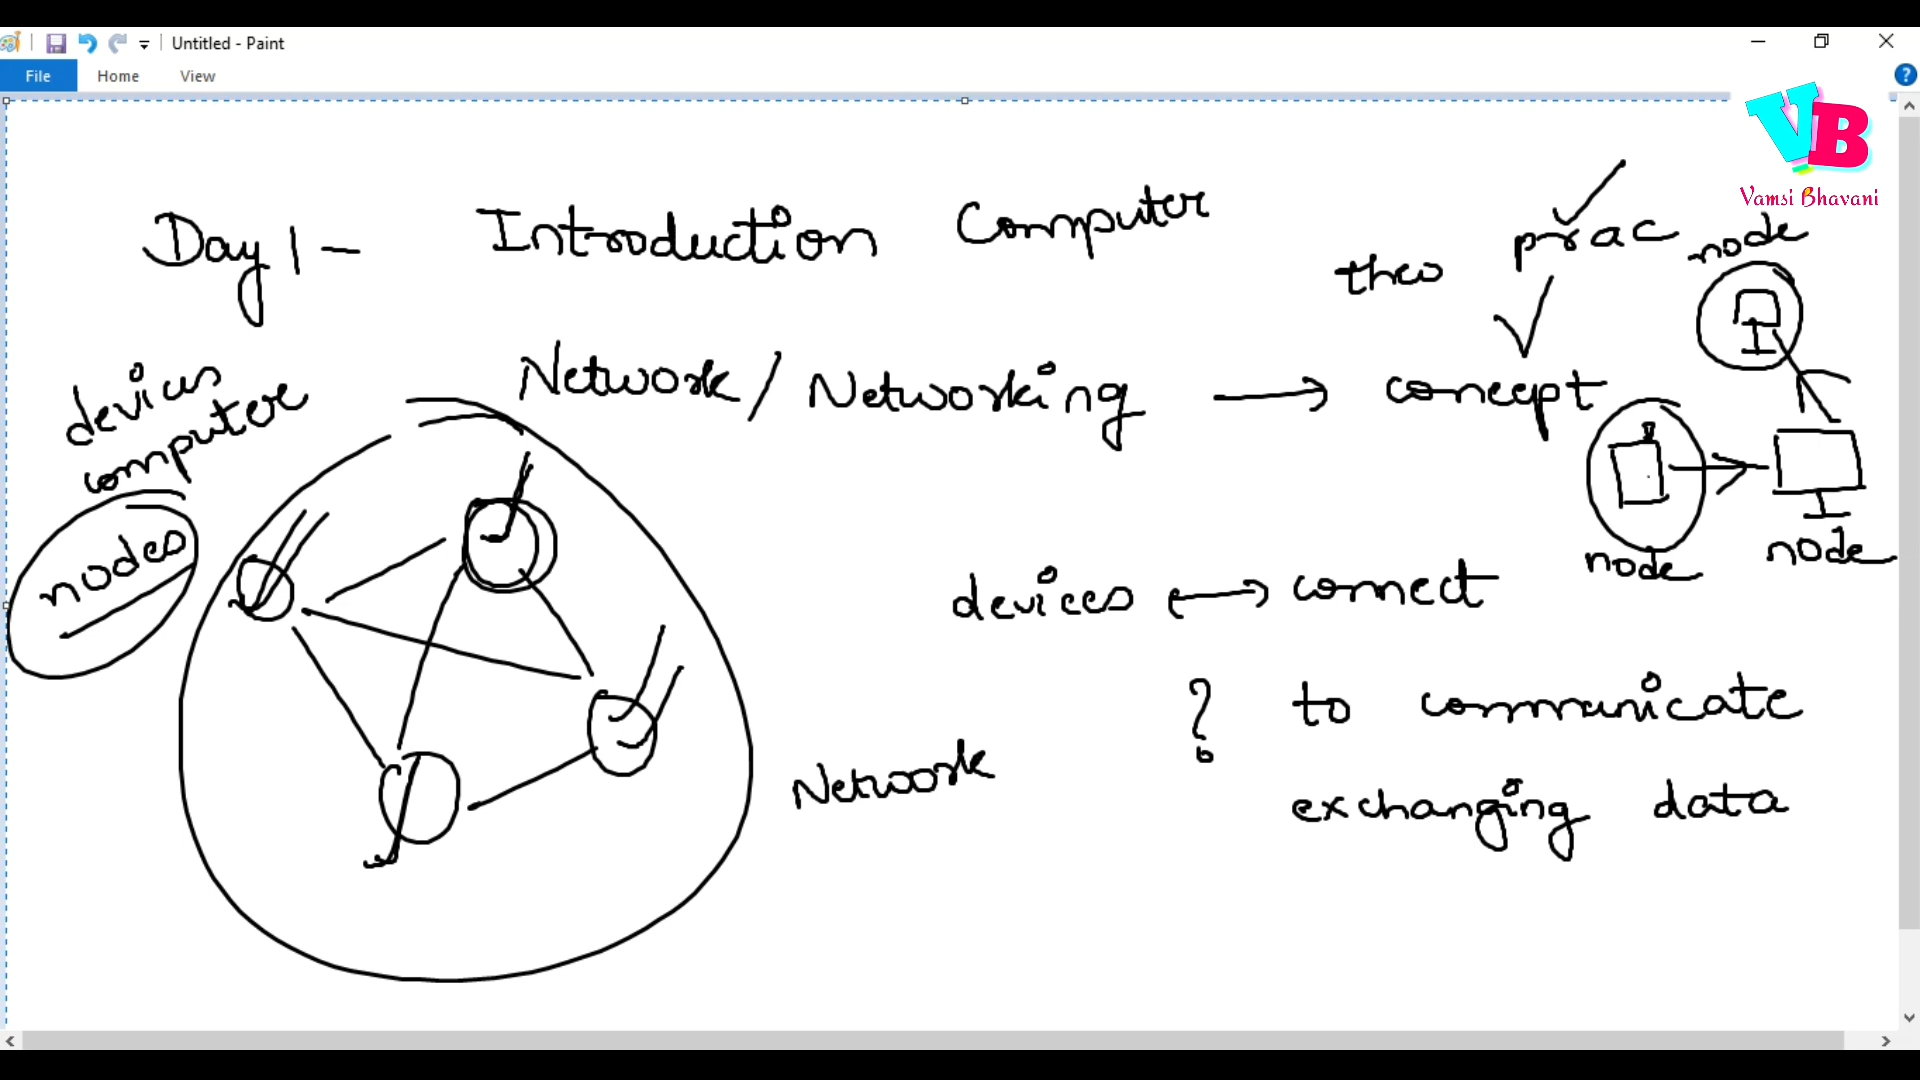 Untitled - Paint
File Home View
VB
Vamsi Bhavani
Day 1 - Introduction Computer
theo prac
node
Network / Networking → concept
devices
computer
nodes
node
node
devices ↔ connect
? to communicate
Network
exchanging data